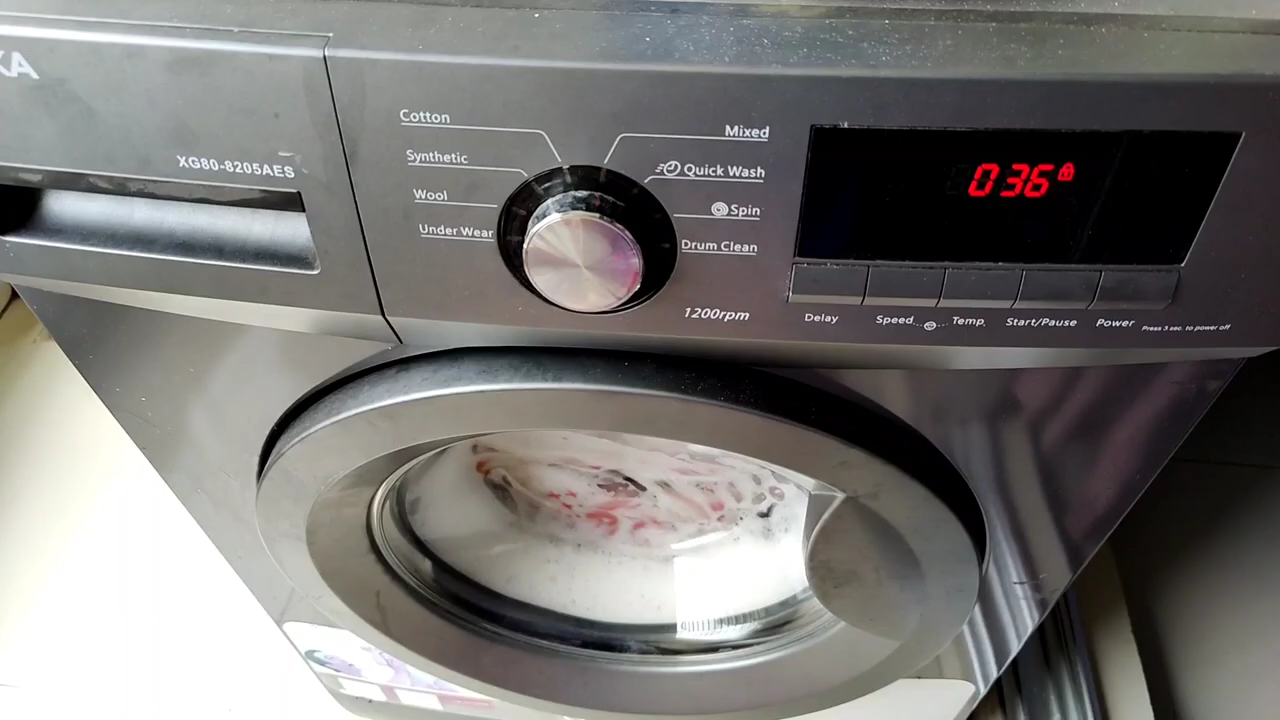 KA
XG80-8205AES
Cotton
Synthetic
Wool
Under Wear
Mixed
Quick Wash
Spin
Drum Clean
1200rpm
036
Delay
Speed
Temp.
Start/Pause
Power
Press 3 sec. to power off